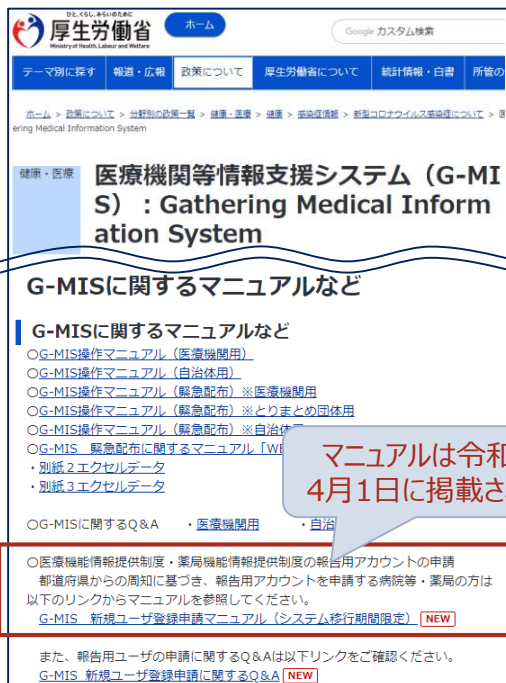 ひと、くらし、みらいのために
厚生労働省
Ministry of Health, Labour and Welfare
ホーム
Google カスタム検索
テーマ別に探す 報道・広報 政策について 厚生労働省について 統計情報・白書 所管の
ホーム > 政策について > 分野別の政策一覧 > 健康・医療 > 健康 > 感染症情報 > 新型コロナウイルス感染症について > 医
ering Medical Information System
健康・医療
医療機関等情報支援システム（G-MI
S）：Gathering Medical Inform
ation System
G-MISに関するマニュアルなど
G-MISに関するマニュアルなど
○G-MIS操作マニュアル（医療機関用）
○G-MIS操作マニュアル（自治体用）
○G-MIS操作マニュアル（緊急配布）※医療機関用
○G-MIS操作マニュアル（緊急配布）※とりまとめ団体用
○G-MIS操作マニュアル（緊急配布）※自治体
○G-MIS 緊急配布に関するマニュアル「WE
・別紙２エクセルデータ
・別紙３エクセルデータ
マニュアルは令和
4月1日に掲載さ
○G-MISに関するQ＆A ・医療機関用 ・自治
○医療機能情報提供制度・薬局機能情報提供制度の報告用アカウントの申請
都道府県からの周知に基づき、報告用アカウントを申請する病院等・薬局の方は
以下のリンクからマニュアルを参照してください。
G-MIS 新規ユーザ登録申請マニュアル（システム移行期間限定） NEW
また、報告用ユーザの申請に関するQ＆Aは以下リンクをご確認ください。
G-MIS 新規ユーザ登録申請に関するQ＆A NEW